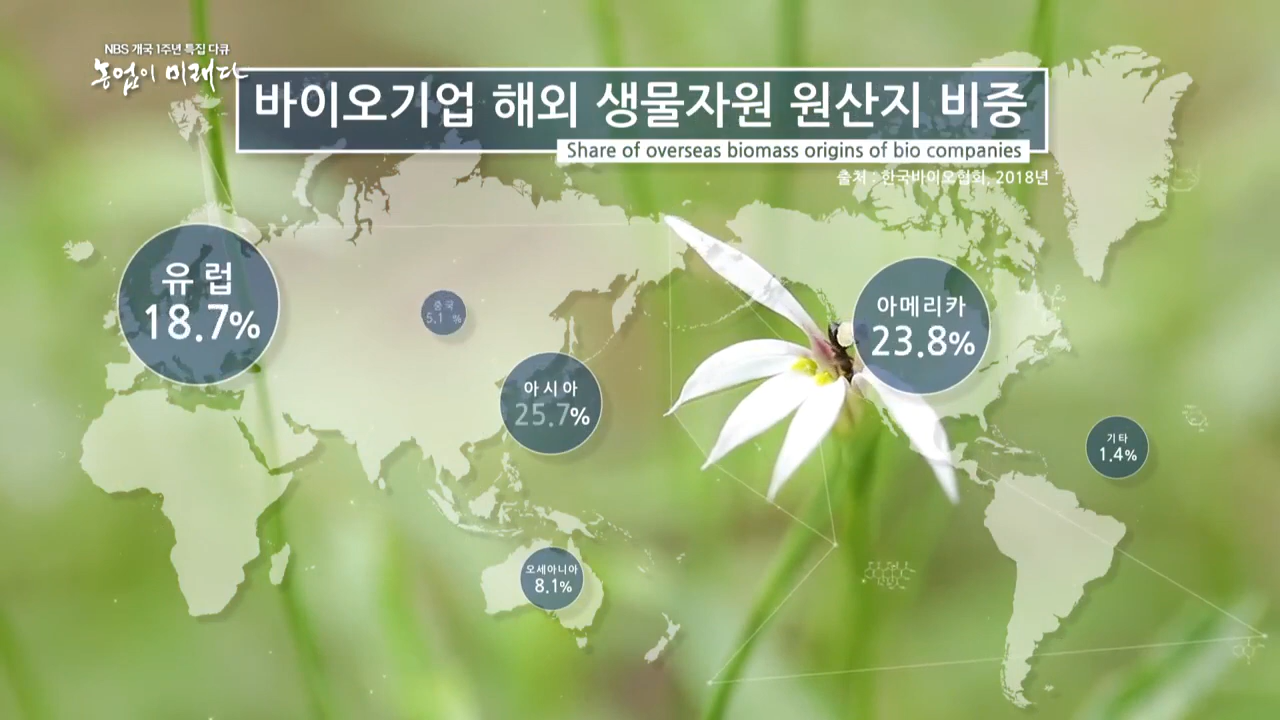 NBS 개국 1주년 특집 다큐
농업이 미래다
바이오기업 해외 생물자원 원산지 비중
Share of overseas biomass origins of bio companies
출처 : 한국바이오협회, 2018년
유럽
18.7%
중국
5.1 %
아시아
25.7%
아메리카
23.8%
기타
1.4%
오세아니아
8.1%